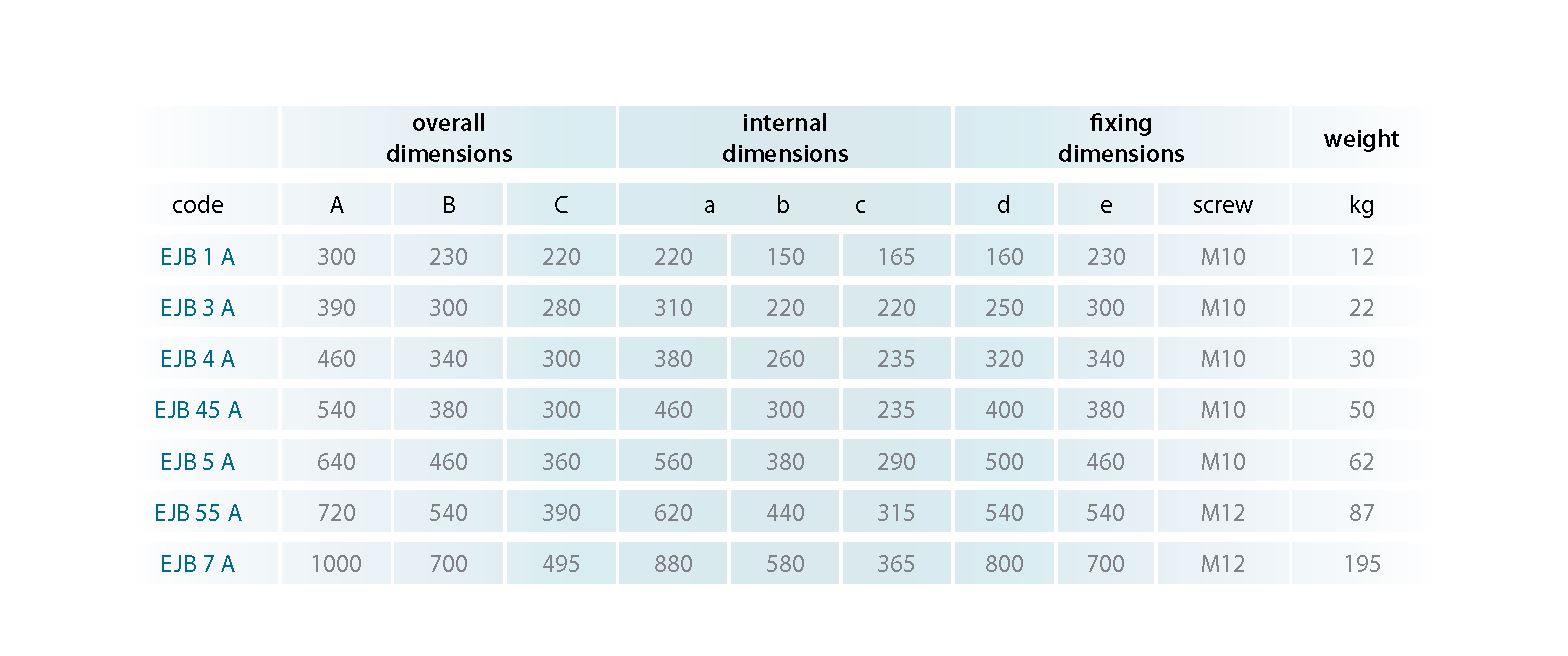 overall dimensions internal dimensions fixing dimensions weight
code A B C a b c d e screw kg
EJB 1 A 300 230 220 220 150 165 160 230 M10 12
EJB 3 A 390 300 280 310 220 220 250 300 M10 22
EJB 4 A 460 340 300 380 260 235 320 340 M10 30
EJB 45 A 540 380 300 460 300 235 400 380 M10 50
EJB 5 A 640 460 360 560 380 290 500 460 M10 62
EJB 55 A 720 540 390 620 440 315 540 540 M12 87
EJB 7 A 1000 700 495 880 580 365 800 700 M12 195